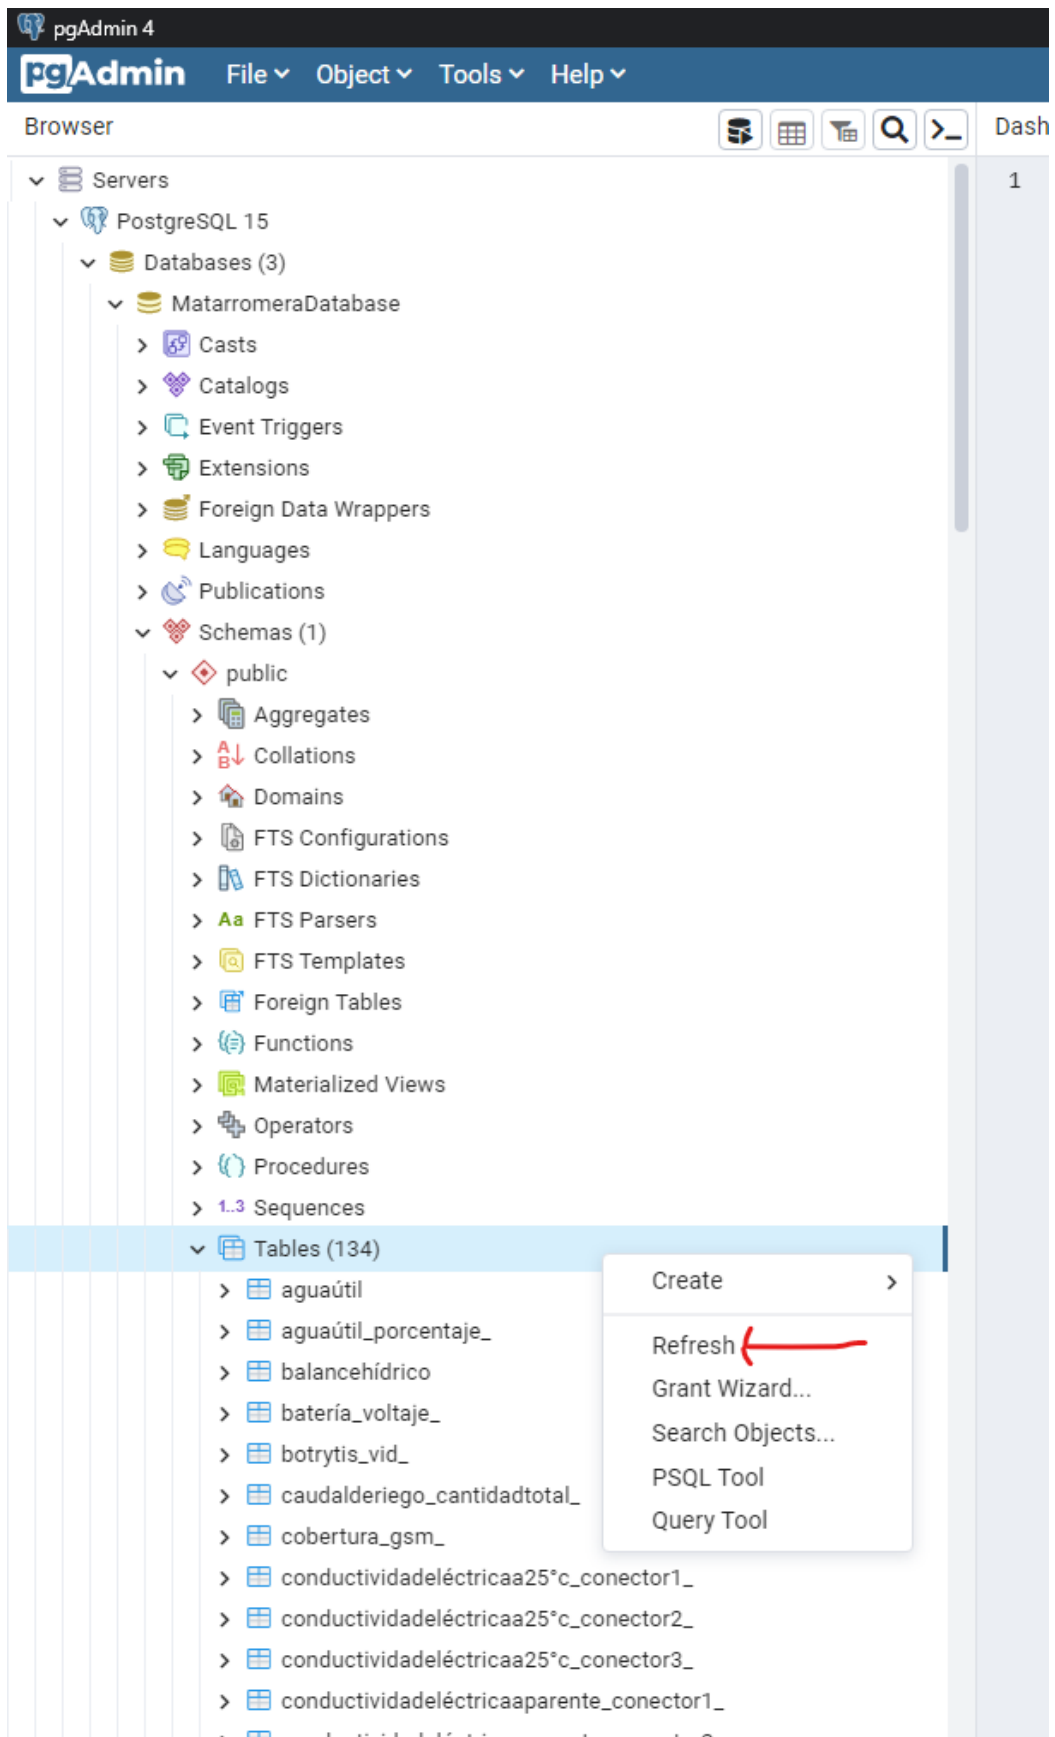 pgAdmin 4
pgAdmin File Object Tools Help
Browser Dash
Servers 1
PostgreSQL 15
Databases (3)
MatarromeraDatabase
Casts
Catalogs
Event Triggers
Extensions
Foreign Data Wrappers
Languages
Publications
Schemas (1)
public
Aggregates
Collations
Domains
FTS Configurations
FTS Dictionaries
Aa FTS Parsers
FTS Templates
Foreign Tables
Functions
Materialized Views
Operators
Procedures
1..3 Sequences
Tables (134)
aguaútil
aguaútil_porcentaje_
balancehídrico
batería_voltaje_
botrytis_vid_
caudalderiego_cantidadtotal_
cobertura_gsm_
conductividadeléctricaa25°c_conector1_
conductividadeléctricaa25°c_conector2_
conductividadeléctricaa25°c_conector3_
conductividadeléctricaaparente_conector1_
Create
Refresh
Grant Wizard...
Search Objects...
PSQL Tool
Query Tool